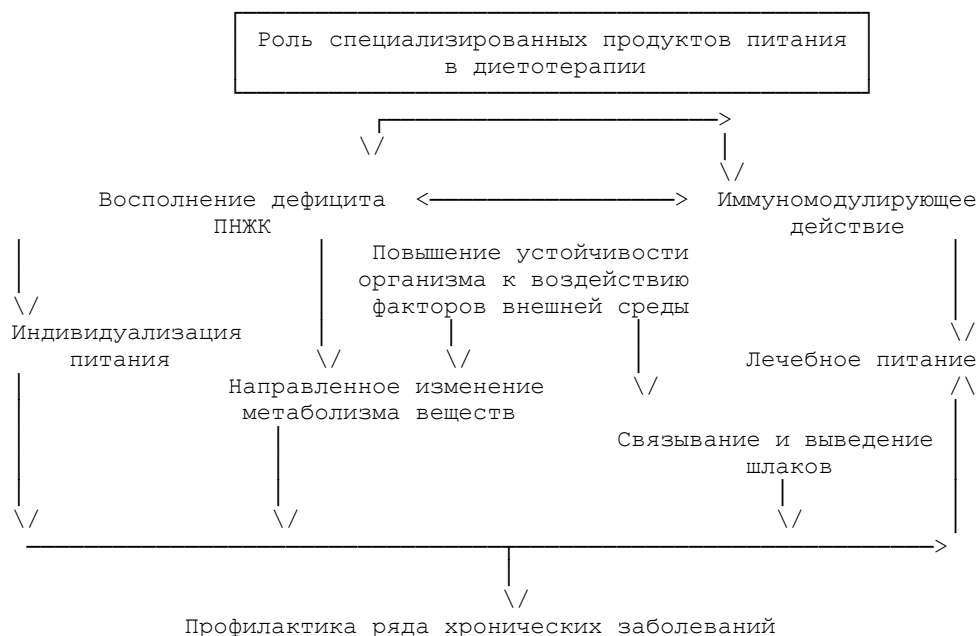 Роль специализированных продуктов питания
в диетотерапии
Восполнение дефицита
ПНЖК
Иммуномодулирующее
действие
Повышение устойчивости
организма к воздействию
факторов внешней среды
Индивидуализация
питания
Лечебное питание
Направленное изменение
метаболизма веществ
Связывание и выведение
шлаков
Профилактика ряда хронических заболеваний